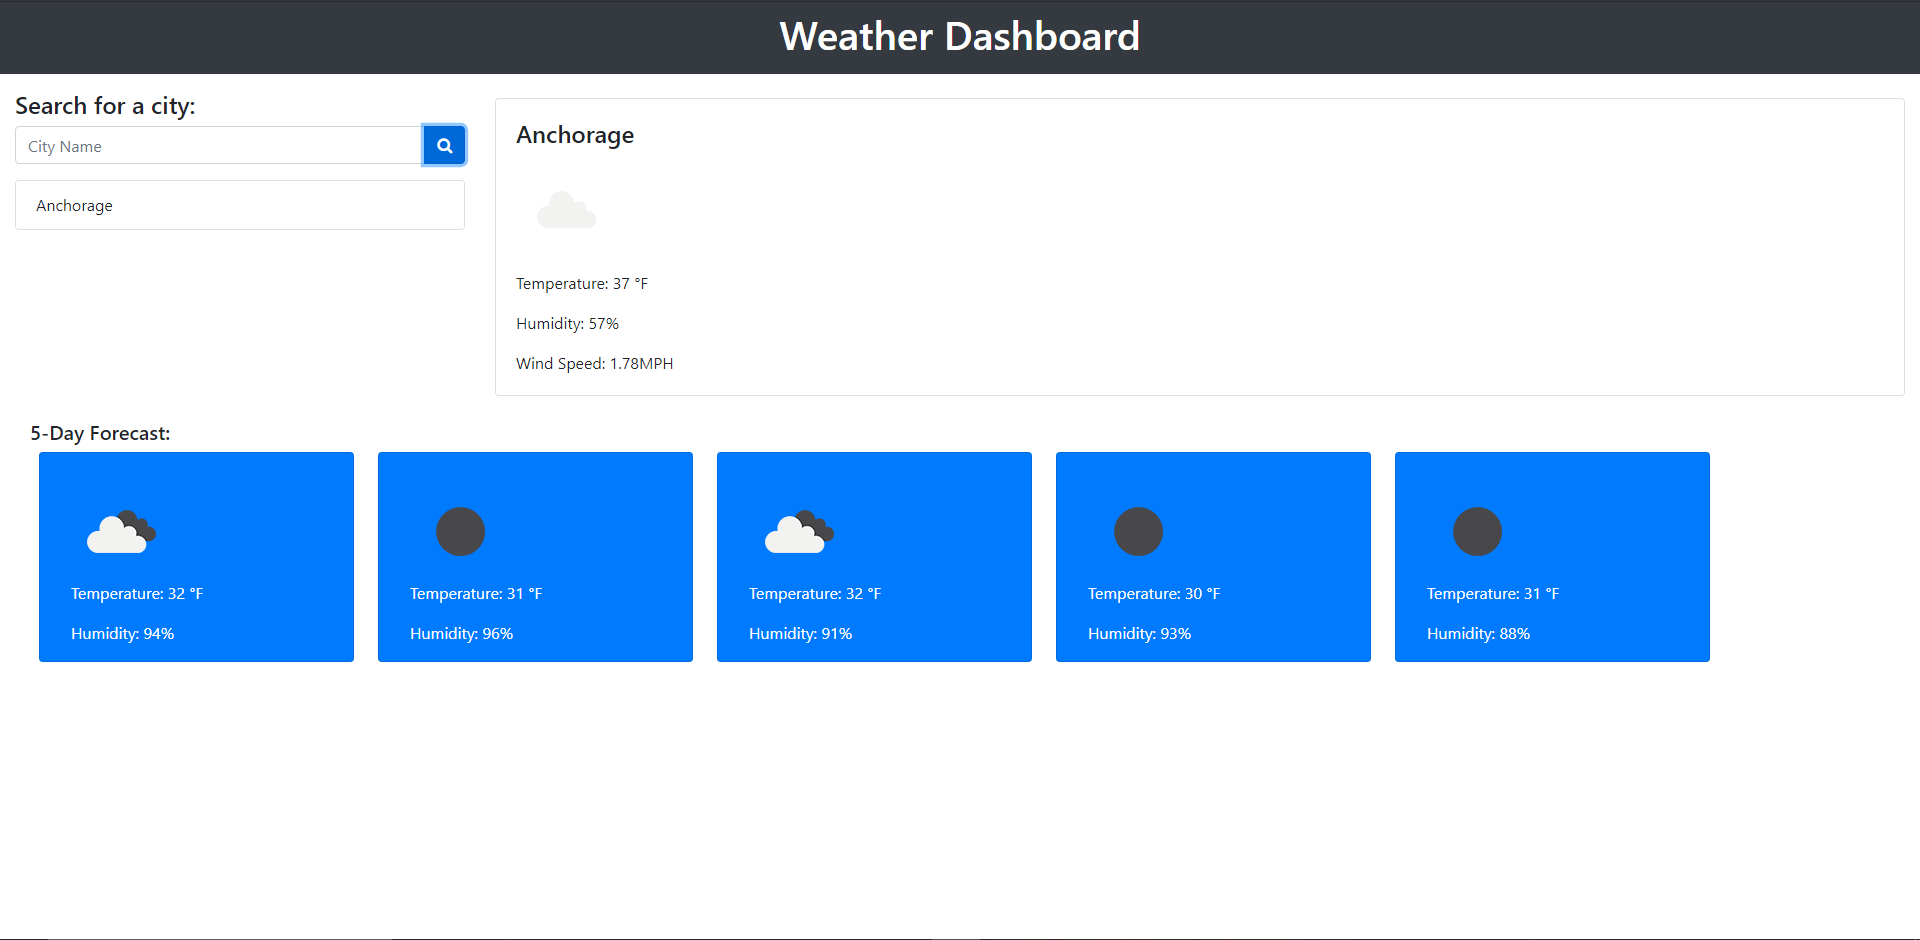 Weather Dashboard
Search for a city:
City Name
Anchorage
Anchorage
Temperature: 37 °F
Humidity: 57%
Wind Speed: 1.78MPH
5-Day Forecast:
Temperature: 32 °F
Humidity: 94%
Temperature: 31 °F
Humidity: 96%
Temperature: 32 °F
Humidity: 91%
Temperature: 30 °F
Humidity: 93%
Temperature: 31 °F
Humidity: 88%